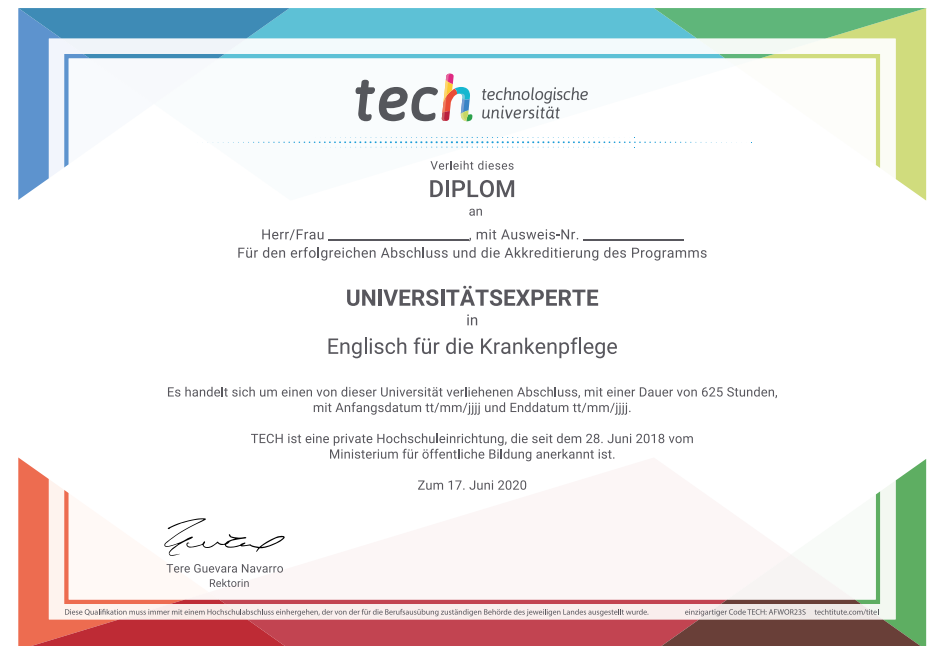 tech technologische
universität
Verleiht dieses
DIPLOM
an
Herr/Frau ____________________, mit Ausweis-Nr. ______________
Für den erfolgreichen Abschluss und die Akkreditierung des Programms
UNIVERSITÄTSEXPERTE
in
Englisch für die Krankenpflege
Es handelt sich um einen von dieser Universität verliehenen Abschluss, mit einer Dauer von 625 Stunden,
mit Anfangsdatum tt/mm/jjjj und Enddatum tt/mm/jjjj.
TECH ist eine private Hochschuleinrichtung, die seit dem 28. Juni 2018 vom
Ministerium für öffentliche Bildung anerkannt ist.
Zum 17. Juni 2020
Tere Guevara Navarro
Rektorin
Diese Qualifikation muss immer mit einem Hochschulabschluss einhergehen, der von der für die Berufsausübung zuständigen Behörde des jeweiligen Landes ausgestellt wurde. einzigartiger Code TECH: AFWOR23S techtitute.com/titel